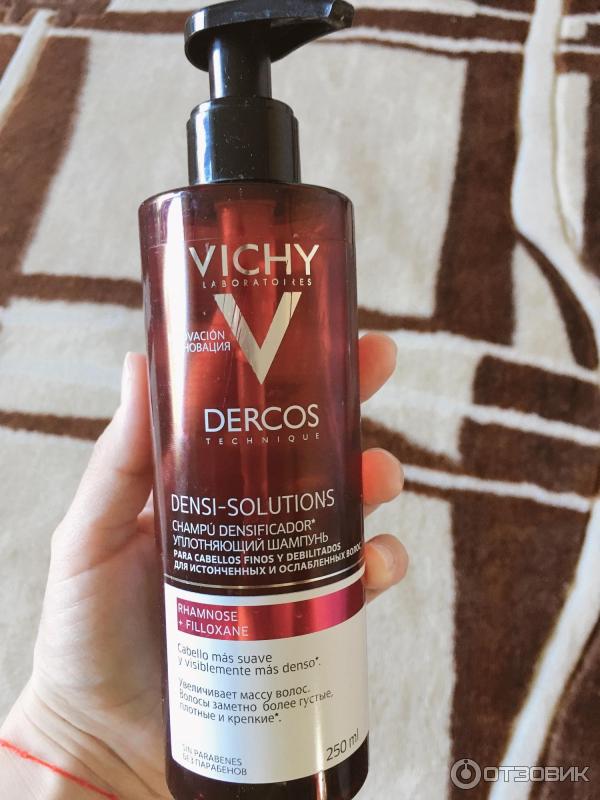 VICHY
LABORATOIRES
V
DERCOS
TECHNIQUE
DENSI-SOLUTIONS
CHAMPÚ DENSIFICADOR*
УПЛОТНЯЮЩИЙ ШАМПУНЬ
PARA CABELLOS FINOS Y DEBILITADOS
ДЛЯ ИСТОНЧЕННЫХ И ОСЛАБЛЕННЫХ ВОЛОС
RHAMNOSE
+ FILLOXANE
Cabello más suave
y visiblemente más denso*.
Увеличивает массу волос.
Волосы заметно более густые,
плотные и крепкие*.
SIN PARABENES
БЕЗ ПАРАБЕНОВ
250 ml
ОТЗОВИК